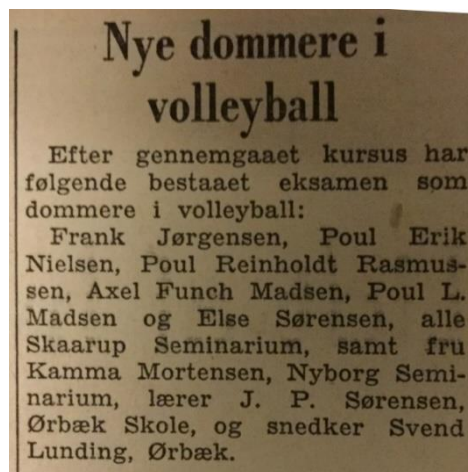 Nye dommere i
volleyball
Efter gennemgaaet kursus har
følgende bestaaet eksamen som
dommere i volleyball:
Frank Jørgensen, Poul Erik
Nielsen, Poul Reinholdt Rasmus-
sen, Axel Funch Madsen, Poul L.
Madsen og Else Sørensen, alle
Skaarup Seminarium, samt fru
Kamma Mortensen, Nyborg Semi-
narium, lærer J. P. Sørensen,
Ørbæk Skole, og snedker Svend
Lunding, Ørbæk.